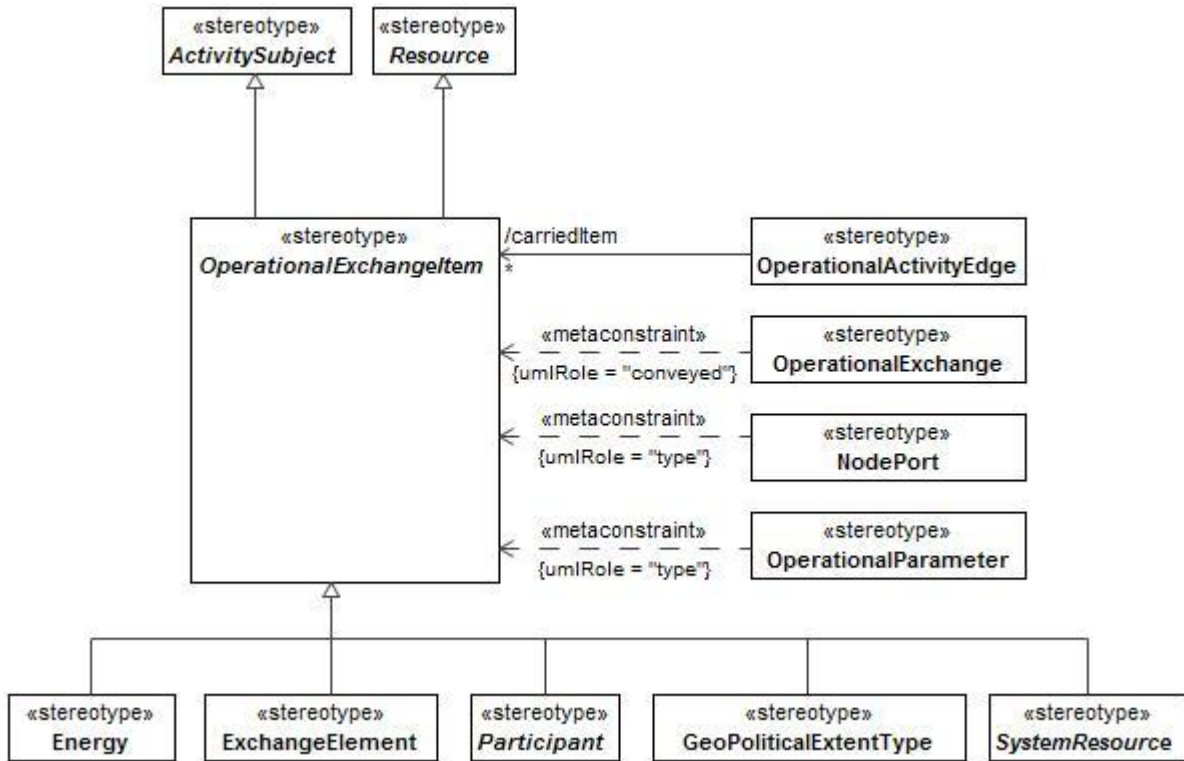 «stereotype»
ActivitySubject
«stereotype»
Resource
«stereotype»
OperationalExchangeItem
/carriedItem
*
«stereotype»
OperationalActivityEdge
«metaconstraint»
{umlRole = "conveyed"}
«stereotype»
OperationalExchange
«metaconstraint»
{umlRole = "type"}
«stereotype»
NodePort
«metaconstraint»
{umlRole = "type"}
«stereotype»
OperationalParameter
«stereotype»
Energy
«stereotype»
ExchangeElement
«stereotype»
Participant
«stereotype»
GeoPoliticalExtentType
«stereotype»
SystemResource